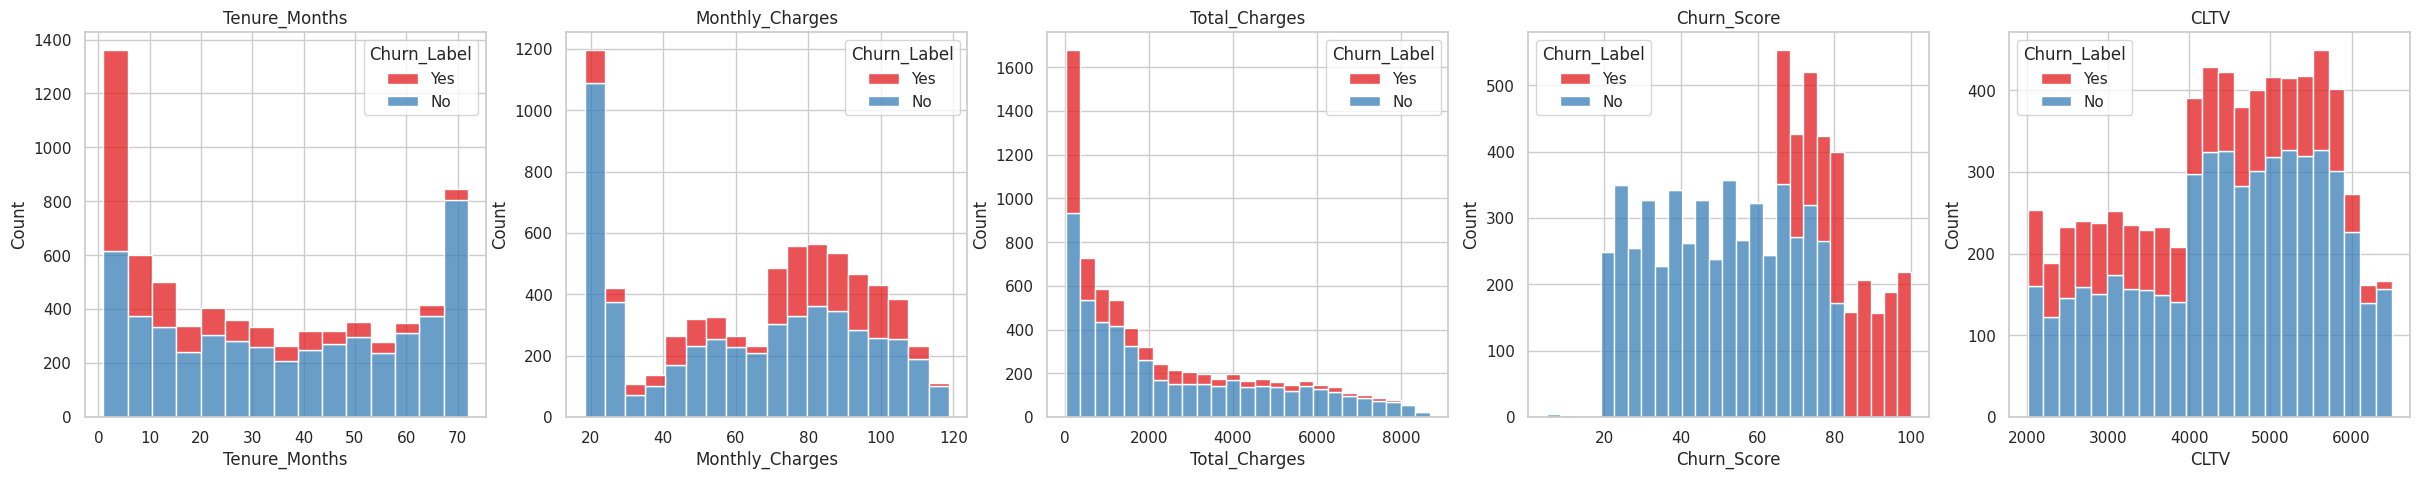 Tenure_Months
1400
1200
1000
800
600
400
200
0
Count
Churn_Label
Yes
No
0 10 20 30 40 50 60 70
Tenure_Months
Monthly_Charges
1200
1000
800
600
400
200
0
Count
Churn_Label
Yes
No
20 40 60 80 100 120
Monthly_Charges
Total_Charges
1600
1400
1200
1000
800
600
400
200
0
Count
Churn_Label
Yes
No
0 2000 4000 6000 8000
Total_Charges
Churn_Score
500
400
300
200
100
0
Count
Churn_Label
Yes
No
20 40 60 80 100
Churn_Score
CLTV
400
300
200
100
0
Count
Churn_Label
Yes
No
2000 3000 4000 5000 6000
CLTV